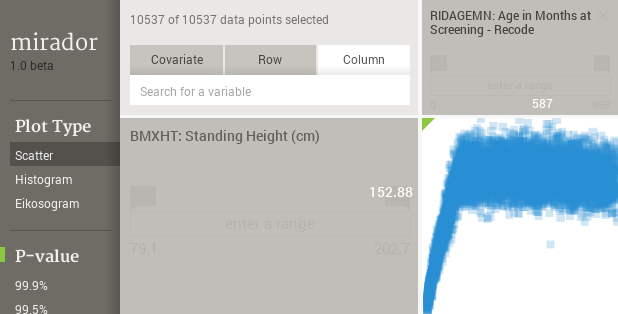 mirador
1.0 beta
Plot Type
Scatter
Histogram
Eikosogram
P-value
99.9%
99.5%
10537 of 10537 data points selected
Covariate
Row
Column
Search for a variable
BMXHT: Standing Height (cm)
152.88
enter a range
79.1
202.7
RIDAGEMN: Age in Months at
Screening - Recode
enter a range
0
587